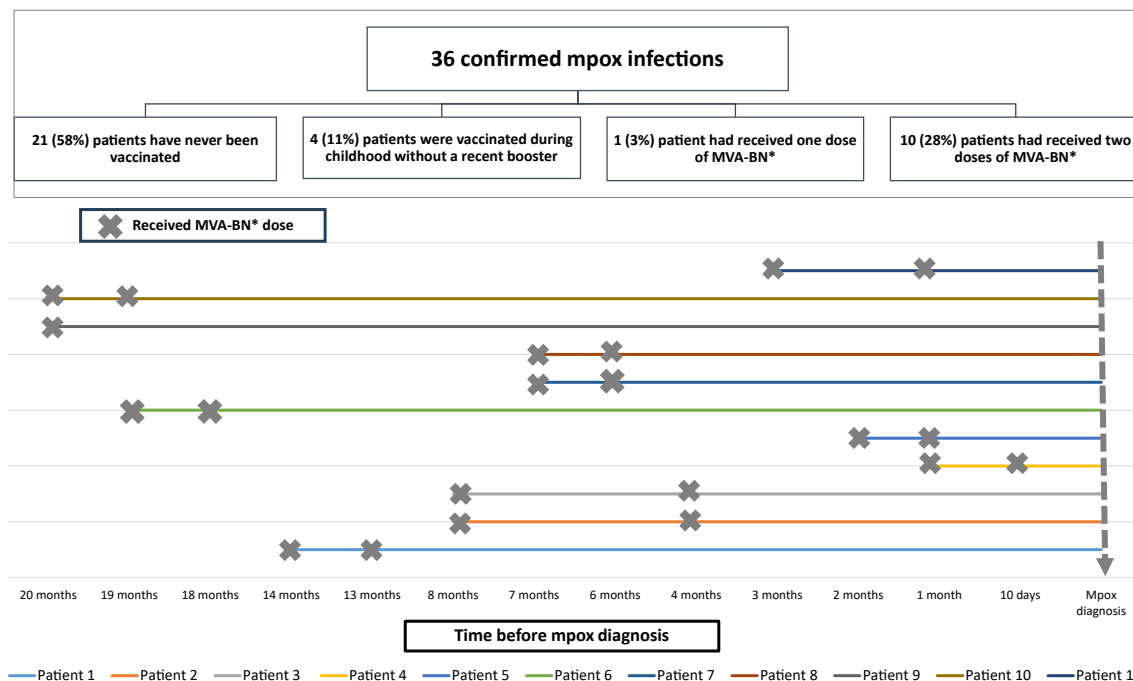 36 confirmed mpox infections
21 (58%) patients have never been
vaccinated
4 (11%) patients were vaccinated during
childhood without a recent booster
1 (3%) patient had received one dose
of MVA-BN*
10 (28%) patients had received two
doses of MVA-BN*
Received MVA-BN* dose
20 months 19 months 18 months 14 months 13 months 8 months 7 months 6 months 4 months 3 months 2 months 1 month 10 days Mpox
diagnosis
Time before mpox diagnosis
Patient 1 Patient 2 Patient 3 Patient 4 Patient 5 Patient 6 Patient 7 Patient 8 Patient 9 Patient 10 Patient 1